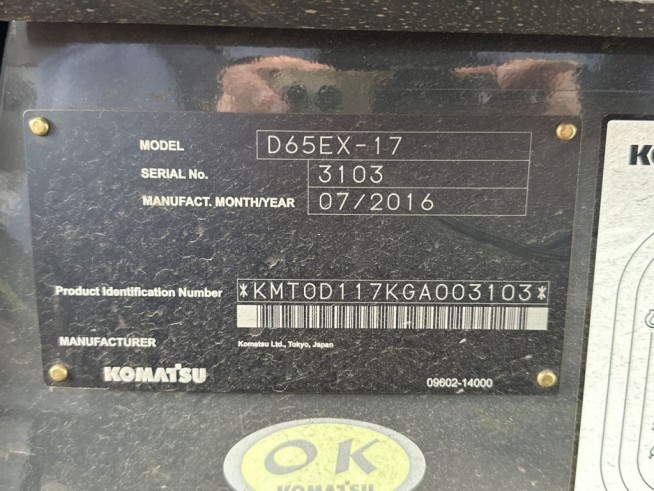 MODEL D65EX-17
SERIAL No. 3103
MANUFACT. MONTH/YEAR 07/2016
Product Identification Number *KMT0D117KGA003103*
MANUFACTURER Komatsu Ltd., Tokyo, Japan
KOMATSU 09602-14000
OK
KOMATSU